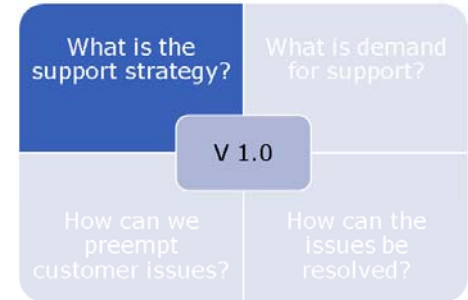 What is the
support strategy?
What is demand
for support?
V 1.0
How can we
preempt
customer issues?
How can the
issues be
resolved?